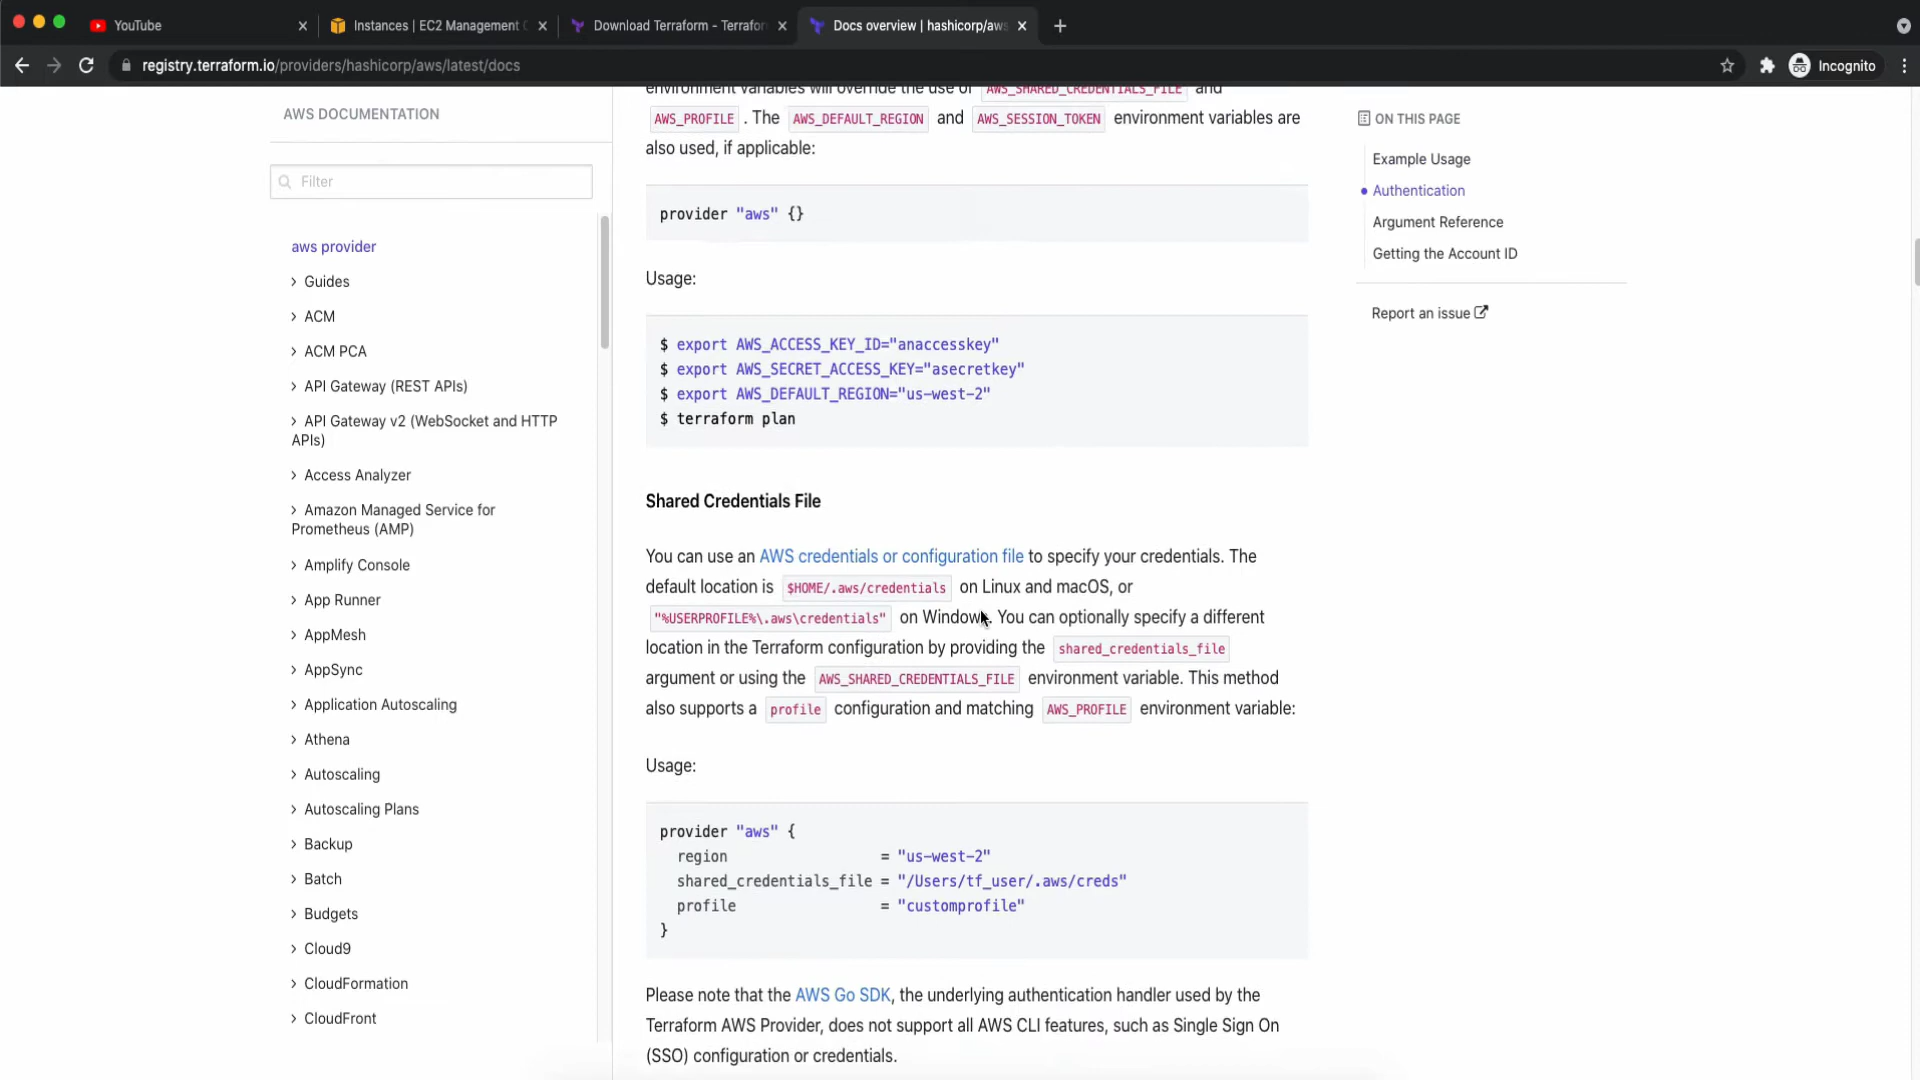 YouTube
Instances | EC2 Management C
Download Terraform - Terrafor
Docs overview | hashicorp/aws
registry.terraform.io/providers/hashicorp/aws/latest/docs
Incognito
AWS DOCUMENTATION
Filter
aws provider
Guides
ACM
ACM PCA
API Gateway (REST APIs)
API Gateway v2 (WebSocket and HTTP
APIs)
Access Analyzer
Amazon Managed Service for
Prometheus (AMP)
Amplify Console
App Runner
AppMesh
AppSync
Application Autoscaling
Athena
Autoscaling
Autoscaling Plans
Backup
Batch
Budgets
Cloud9
CloudFormation
CloudFront
environment variables will override the use of AWS_SHARED_CREDENTIALS_FILE and
AWS_PROFILE . The AWS_DEFAULT_REGION and AWS_SESSION_TOKEN environment variables are
also used, if applicable:
provider "aws" {}
Usage:
$ export AWS_ACCESS_KEY_ID="anaccesskey"
$ export AWS_SECRET_ACCESS_KEY="asecretkey"
$ export AWS_DEFAULT_REGION="us-west-2"
$ terraform plan
Shared Credentials File
You can use an AWS credentials or configuration file to specify your credentials. The
default location is $HOME/.aws/credentials on Linux and macOS, or
"%USERPROFILE%\.aws\credentials" on Windows. You can optionally specify a different
location in the Terraform configuration by providing the shared_credentials_file
argument or using the AWS_SHARED_CREDENTIALS_FILE environment variable. This method
also supports a profile configuration and matching AWS_PROFILE environment variable:
Usage:
provider "aws" {
region = "us-west-2"
shared_credentials_file = "/Users/tf_user/.aws/creds"
profile = "customprofile"
}
Please note that the AWS Go SDK, the underlying authentication handler used by the
Terraform AWS Provider, does not support all AWS CLI features, such as Single Sign On
(SSO) configuration or credentials.
ON THIS PAGE
Example Usage
Authentication
Argument Reference
Getting the Account ID
Report an issue